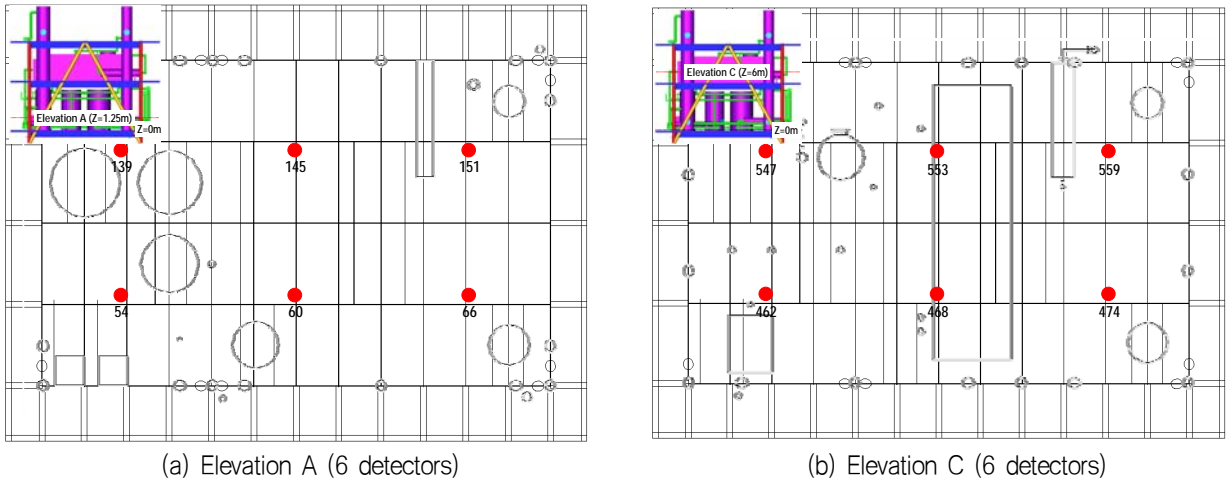 Elevation A (Z=1.25m)
Z=0m
139
145
151
54
60
66
(a) Elevation A (6 detectors)
Elevation C (Z=6m)
Z=0m
547
553
559
462
468
474
(b) Elevation C (6 detectors)